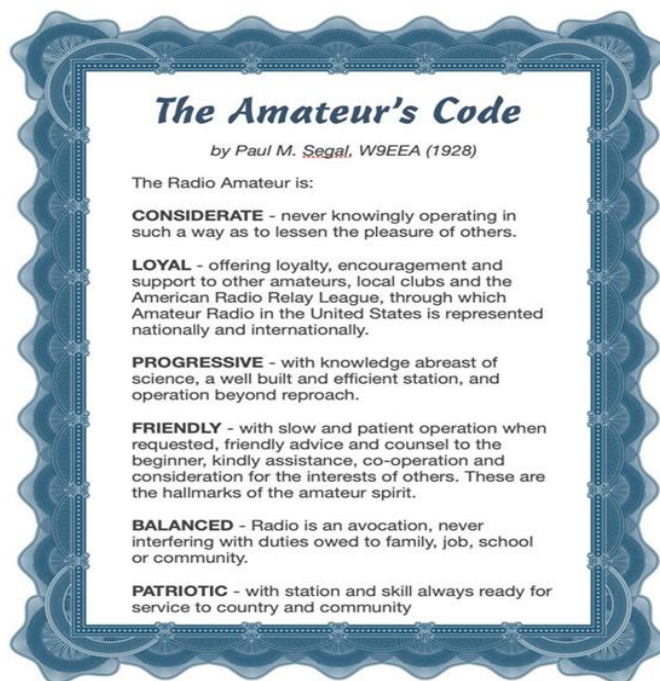 The Amateur's Code
by Paul M. Segal, W9EEA (1928)
The Radio Amateur is:
CONSIDERATE - never knowingly operating in
such a way as to lessen the pleasure of others.
LOYAL - offering loyalty, encouragement and
support to other amateurs, local clubs and the
American Radio Relay League, through which
Amateur Radio in the United States is represented
nationally and internationally.
PROGRESSIVE - with knowledge abreast of
science, a well built and efficient station, and
operation beyond reproach.
FRIENDLY - with slow and patient operation when
requested, friendly advice and counsel to the
beginner, kindly assistance, co-operation and
consideration for the interests of others. These are
the hallmarks of the amateur spirit.
BALANCED - Radio is an avocation, never
interfering with duties owed to family, job, school
or community.
PATRIOTIC - with station and skill always ready for
service to country and community